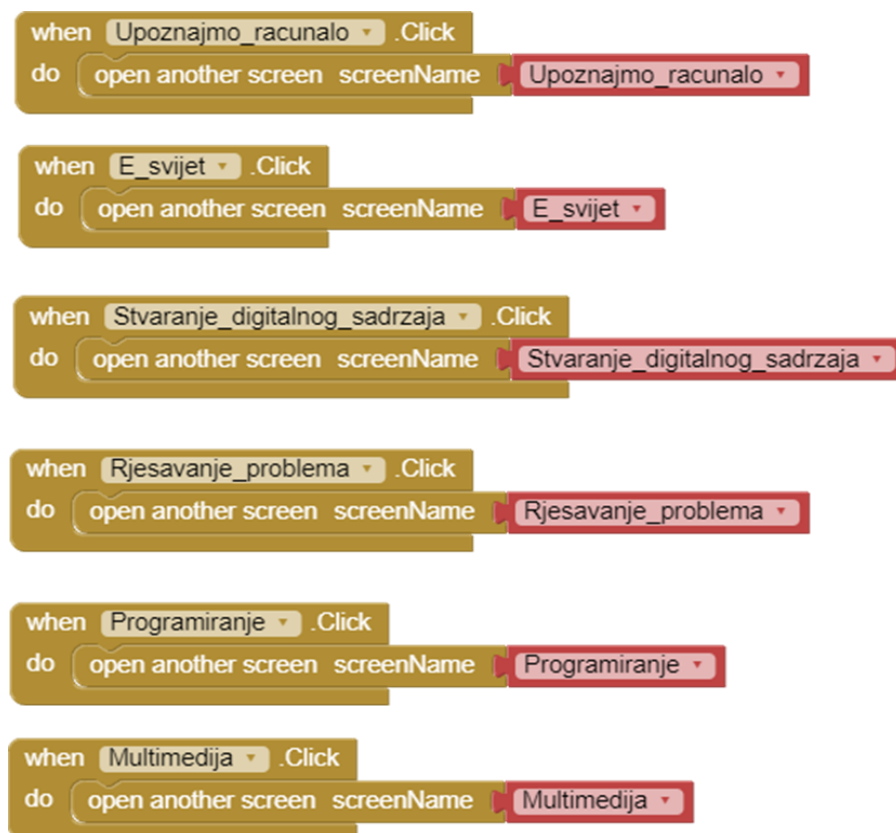 when Upoznajmo_racunalo .Click
do open another screen screenName Upoznajmo_racunalo
when E_svijet .Click
do open another screen screenName E_svijet
when Stvaranje_digitalnog_sadrzaja .Click
do open another screen screenName Stvaranje_digitalnog_sadrzaja
when Rjesavanje_problema .Click
do open another screen screenName Rjesavanje_problema
when Programiranje .Click
do open another screen screenName Programiranje
when Multimedija .Click
do open another screen screenName Multimedija